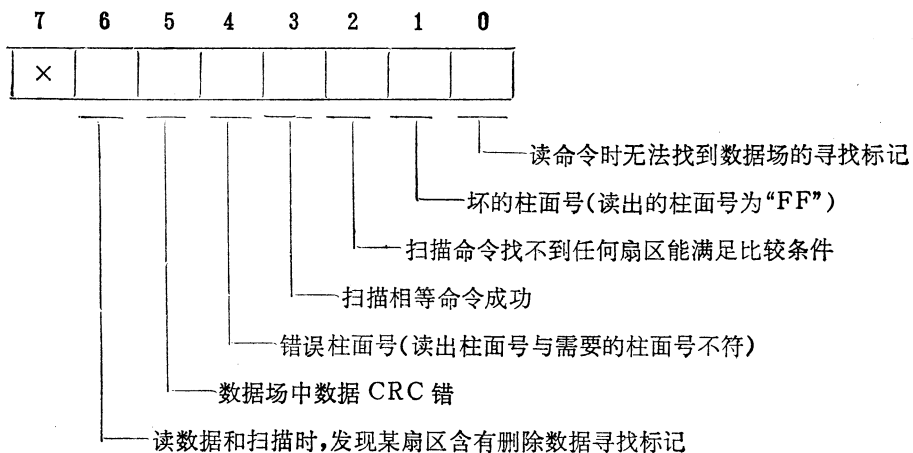 7 6 5 4 3 2 1 0
×
读命令时无法找到数据场的寻找标记
坏的柱面号(读出的柱面号为“FF”)
扫描命令找不到任何扇区能满足比较条件
扫描相等命令成功
错误柱面号(读出柱面号与需要的柱面号不符)
数据场中数据 CRC 错
读数据和扫描时,发现某扇区含有删除数据寻找标记